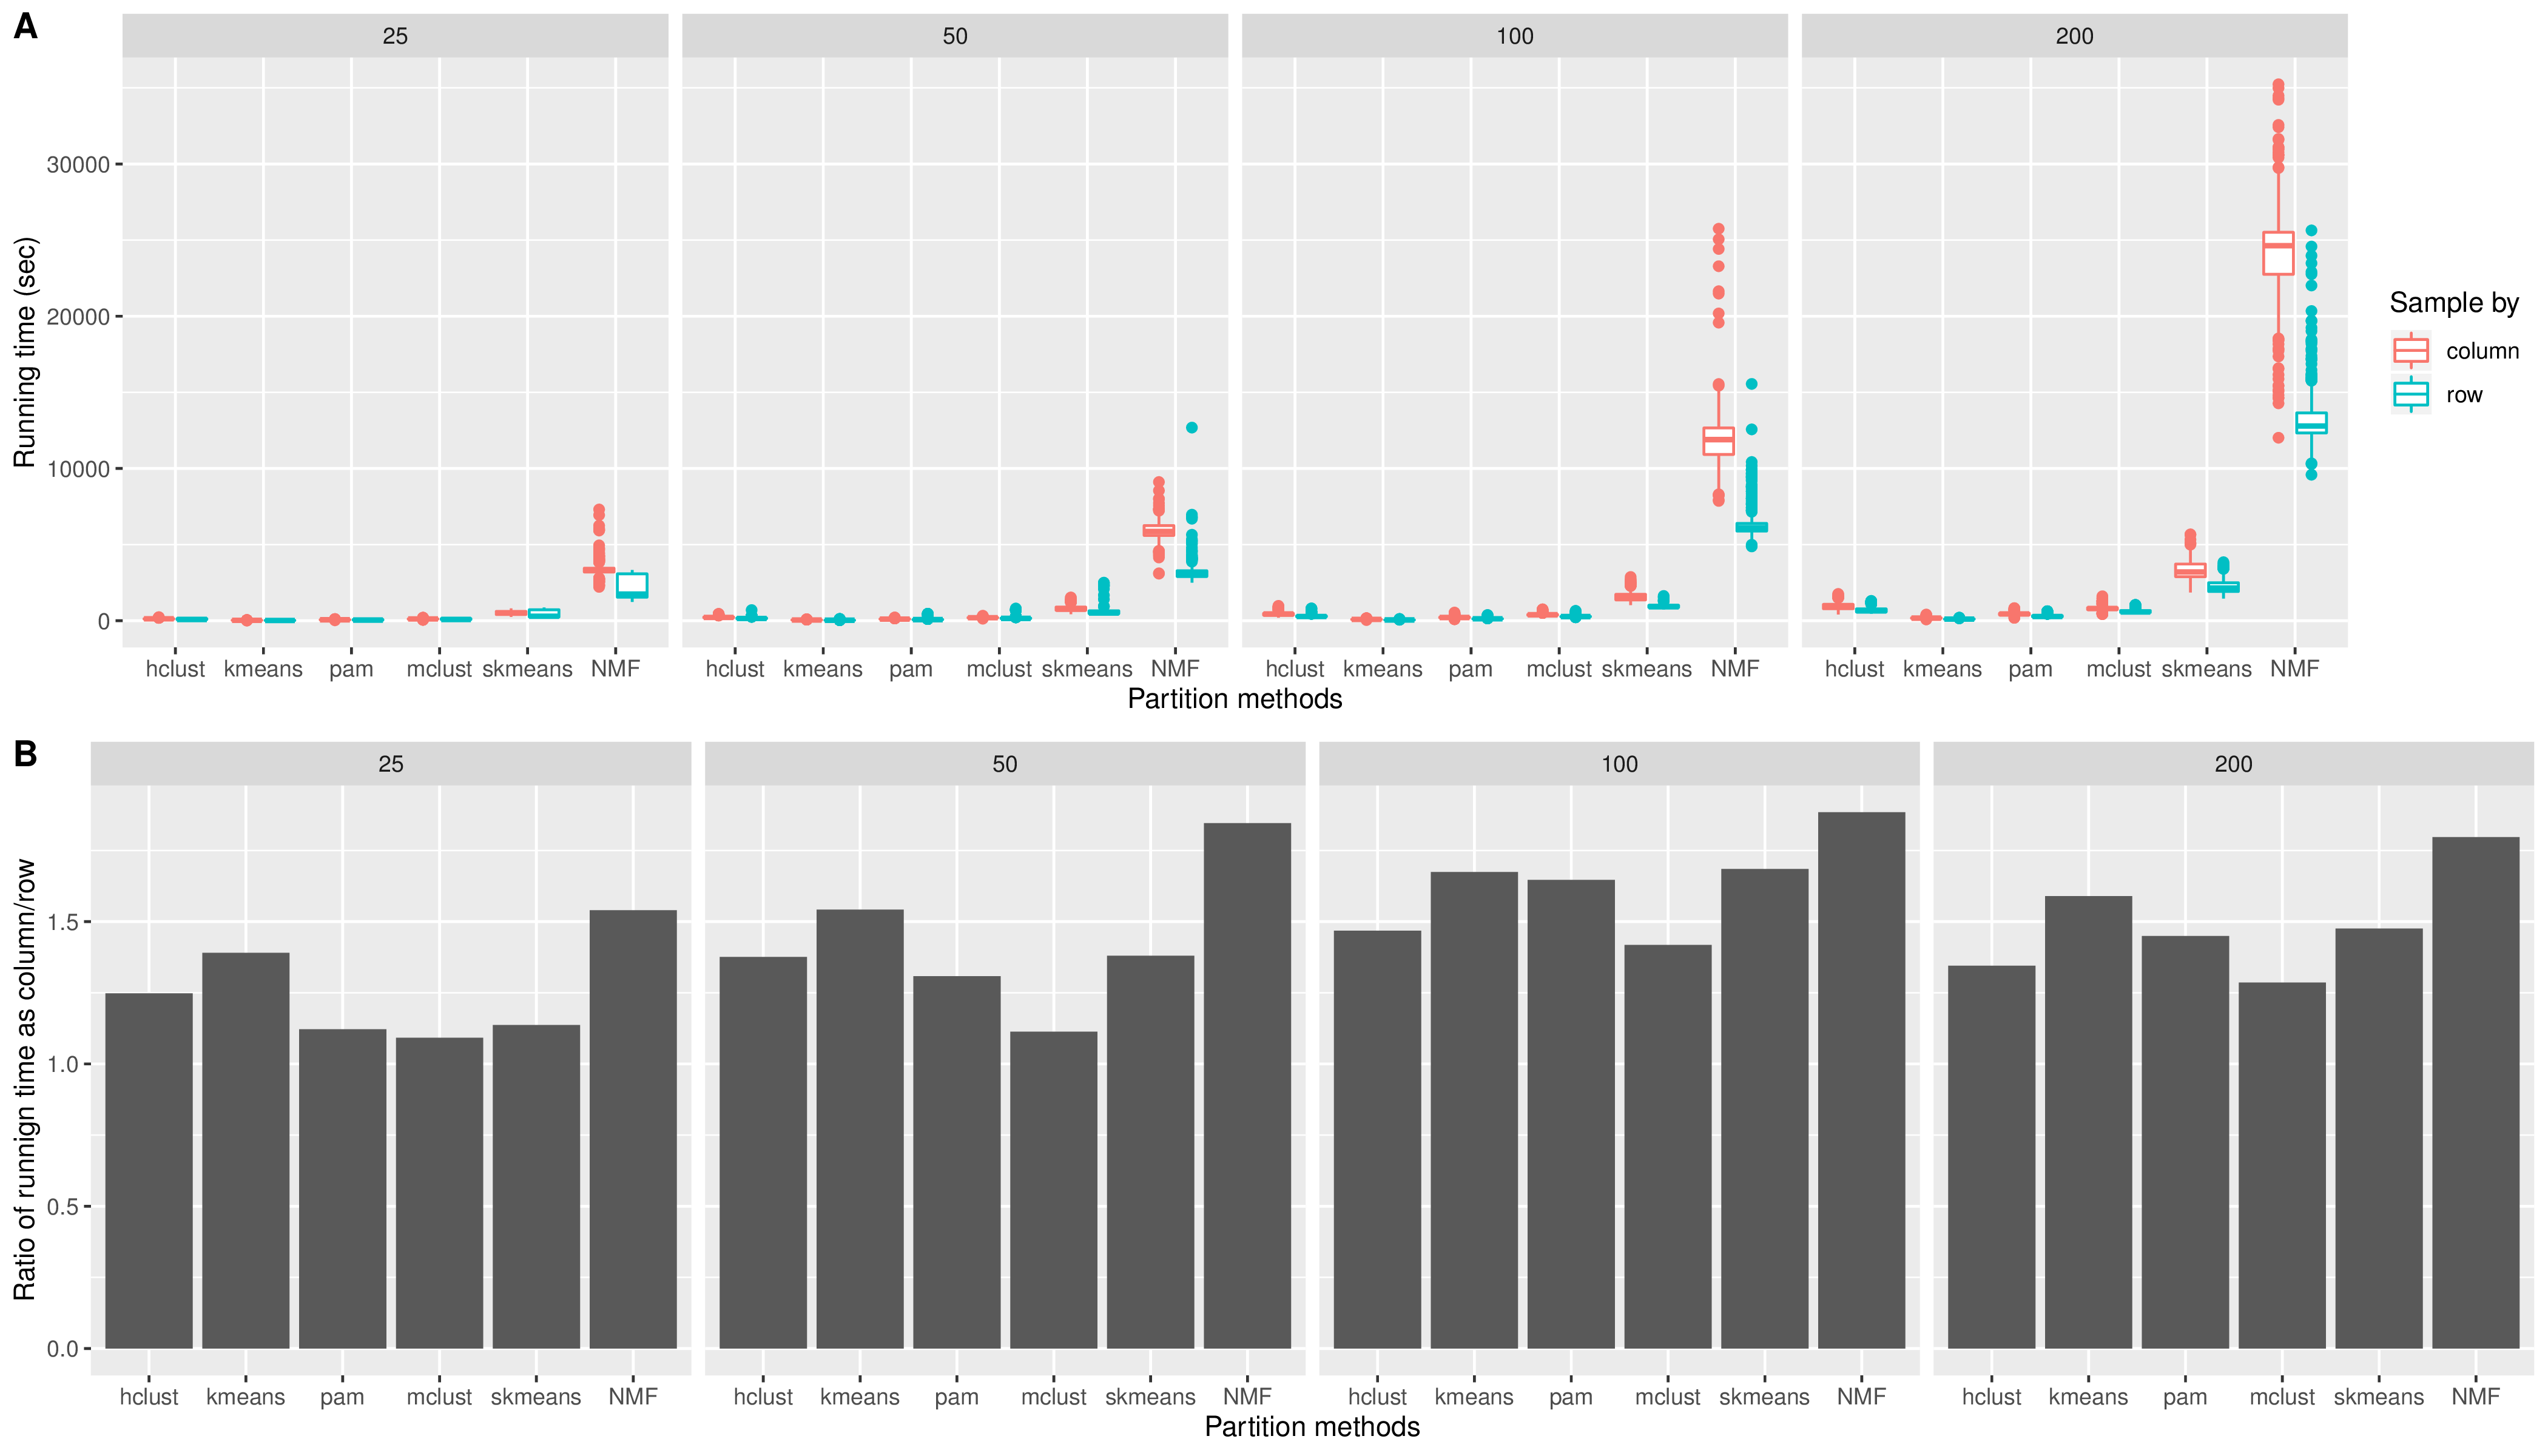 A
25 50 100 200
Running time (sec)
30000
20000
10000
0
hclust kmeans pam mclust skmeans NMF hclust kmeans pam mclust skmeans NMF hclust kmeans pam mclust skmeans NMF hclust kmeans pam mclust skmeans NMF
Partition methods
Sample by
column
row
B
25 50 100 200
Ratio of runnign time as column/row
1.5
1.0
0.5
0.0
hclust kmeans pam mclust skmeans NMF hclust kmeans pam mclust skmeans NMF hclust kmeans pam mclust skmeans NMF hclust kmeans pam mclust skmeans NMF
Partition methods